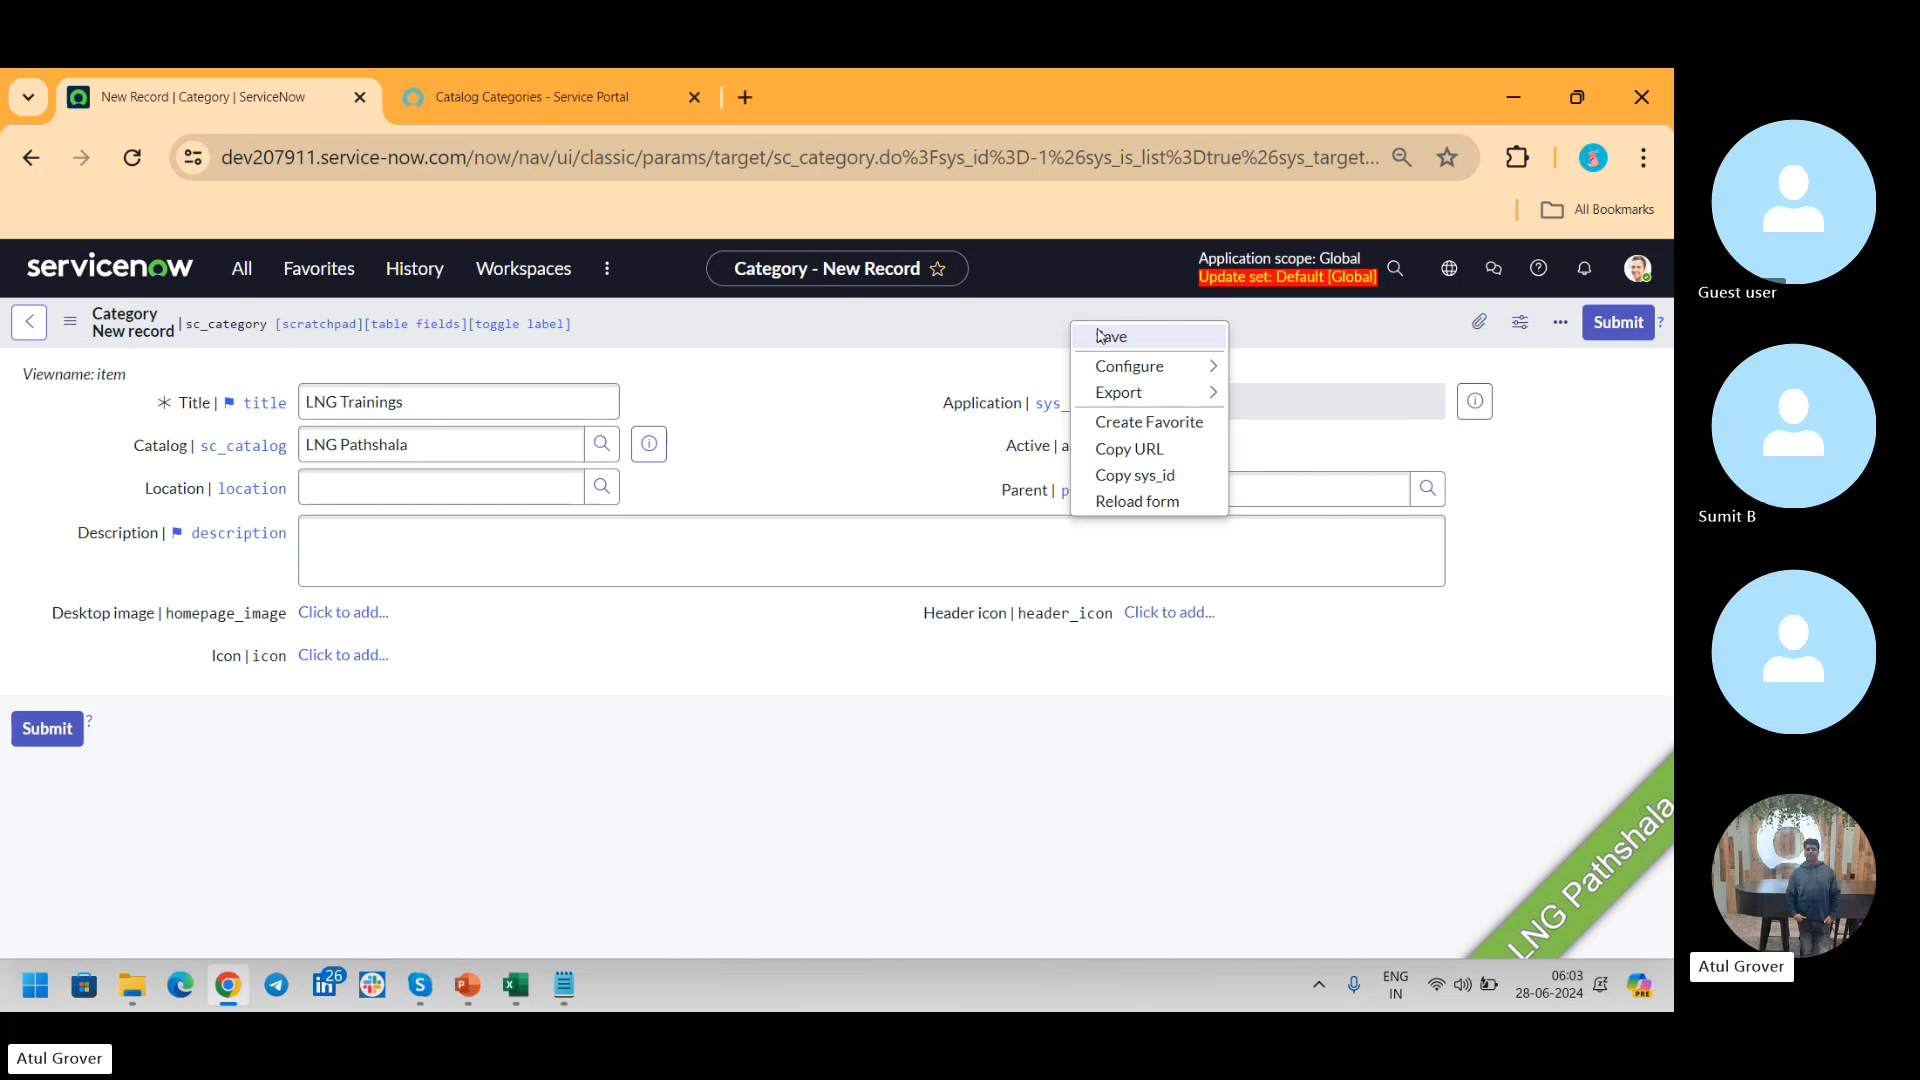 New Record | Category | ServiceNow
Catalog Categories - Service Portal
dev207911.service-now.com/now/nav/ui/classic/params/target/sc_category.do%3Fsys_id%3D-1%26sys_is_list%3Dtrue%26sys_target...
All Bookmarks
servicenow
All
Favorites
History
Workspaces
Category - New Record
Application scope: Global
Update set: Default [Global]
Category
New record
| sc_category [scratchpad][table fields][toggle label]
Submit
?
Viewname: item
Title | title
LNG Trainings
Application | sys_
Catalog | sc_catalog
LNG Pathshala
Active | a
Location | location
Parent | p
Description | description
Desktop image | homepage_image
Click to add...
Header icon | header_icon
Click to add...
Icon | icon
Click to add...
Submit
?
Save
Configure
Export
Create Favorite
Copy URL
Copy sys_id
Reload form
LNG Pathshala
26
ENG
IN
06:03
28-06-2024
PRE
Guest user
Sumit B
Atul Grover
Atul Grover